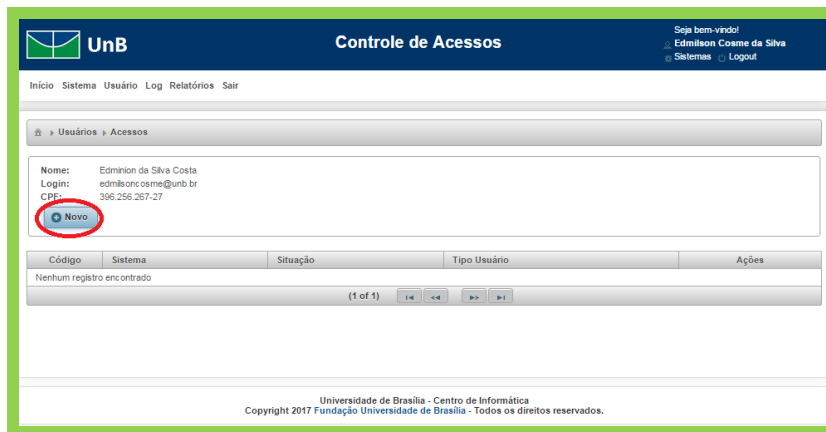 UnB
Controle de Acessos
Seja bem-vindo!
Edmilson Cosme da Silva
Sistemas Logout
Início Sistema Usuário Log Relatórios Sair
Usuários Acessos
Nome: Edminion da Silva Costa
Login: edmilsoncosme@unb.br
CPF: 396.256.267-27
Novo
Código Sistema Situação Tipo Usuário Ações
Nenhum registro encontrado
(1 of 1)
Universidade de Brasília - Centro de Informática
Copyright 2017 Fundação Universidade de Brasília - Todos os direitos reservados.